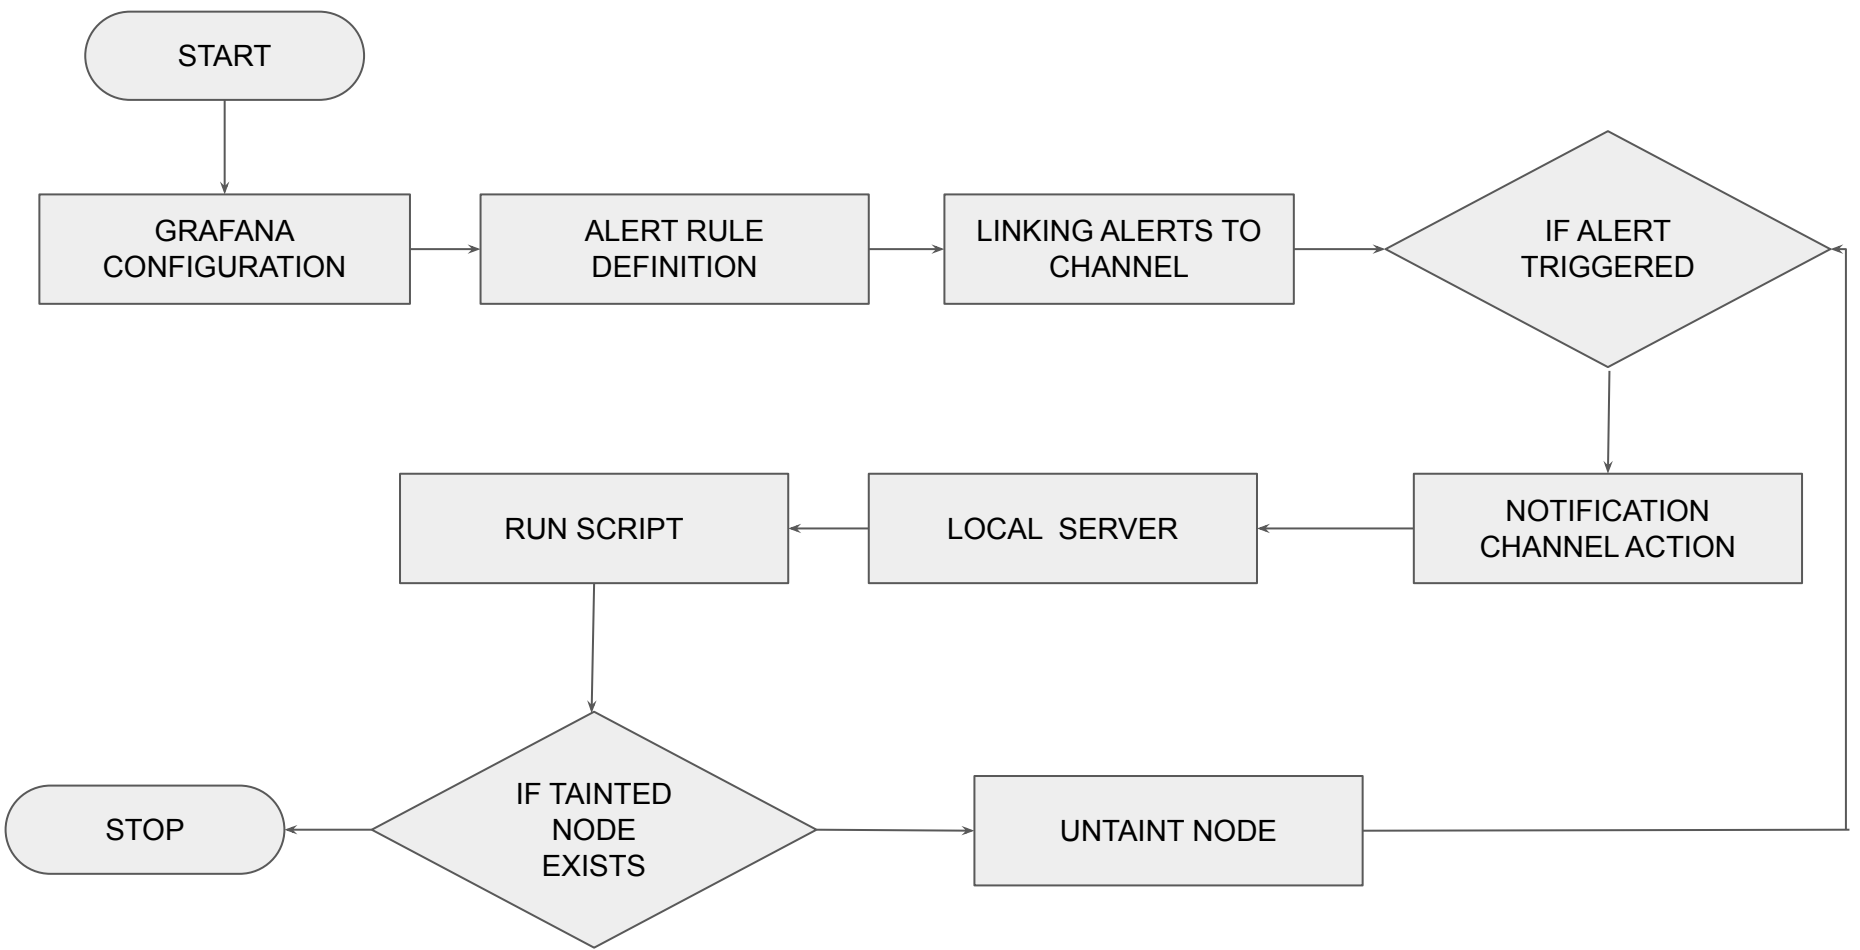 START
GRAFANA
CONFIGURATION
ALERT RULE
DEFINITION
LINKING ALERTS TO
CHANNEL
IF ALERT
TRIGGERED
NOTIFICATION
CHANNEL ACTION
LOCAL  SERVER
RUN SCRIPT
IF TAINTED
NODE
EXISTS
STOP
UNTAINT NODE